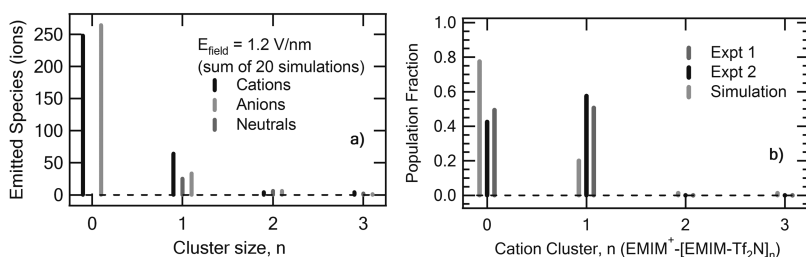 Emitted Species (ions)
250
200
150
100
50
0
E_field = 1.2 V/nm
(sum of 20 simulations)
Cations
Anions
Neutrals
a)
0 1 2 3
Cluster size, n
Population Fraction
1.0
0.8
0.6
0.4
0.2
0.0
Expt 1
Expt 2
Simulation
b)
0 1 2 3
Cation Cluster, n (EMIM⁺-[EMIM-Tf₂N]ₙ)